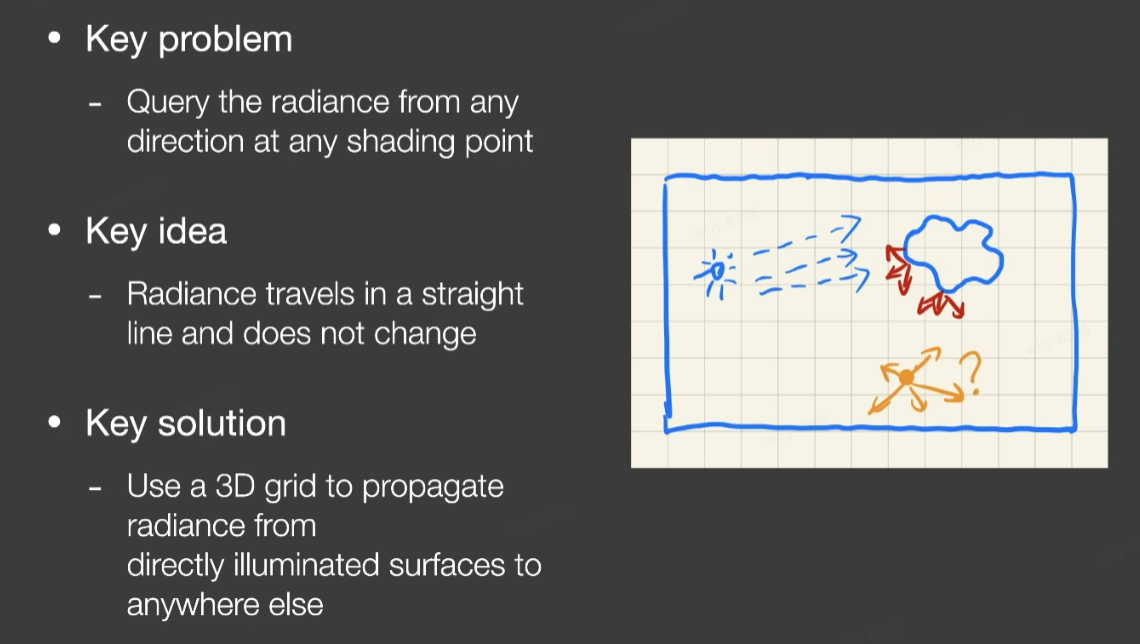 • Key problem
- Query the radiance from any
direction at any shading point
• Key idea
- Radiance travels in a straight
line and does not change
• Key solution
- Use a 3D grid to propagate
radiance from
directly illuminated surfaces to
anywhere else
?